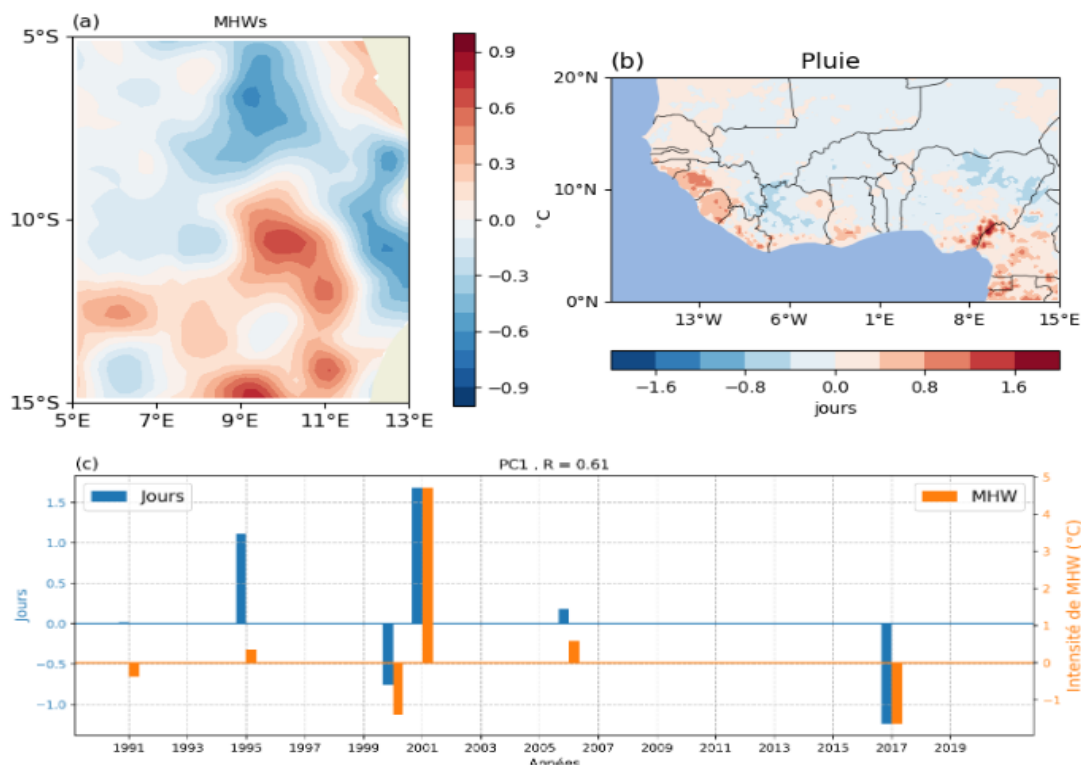 (a)
MHWs
5°S
10°S
15°S
5°E
7°E
9°E
11°E
13°E
0.9
0.6
0.3
0.0
−0.3
−0.6
−0.9
°C
(b)
Pluie
20°N
10°N
0°N
13°W
6°W
1°E
8°E
15°E
−1.6
−0.8
0.0
0.8
1.6
jours
(c)
PC1 , R = 0.61
Jours
MHW
1.5
1.0
0.5
0.0
−0.5
−1.0
Jours
5
4
3
2
1
0
−1
Intensité de MHW (°C)
1991
1993
1995
1997
1999
2001
2003
2005
2007
2009
2011
2013
2015
2017
2019
Années